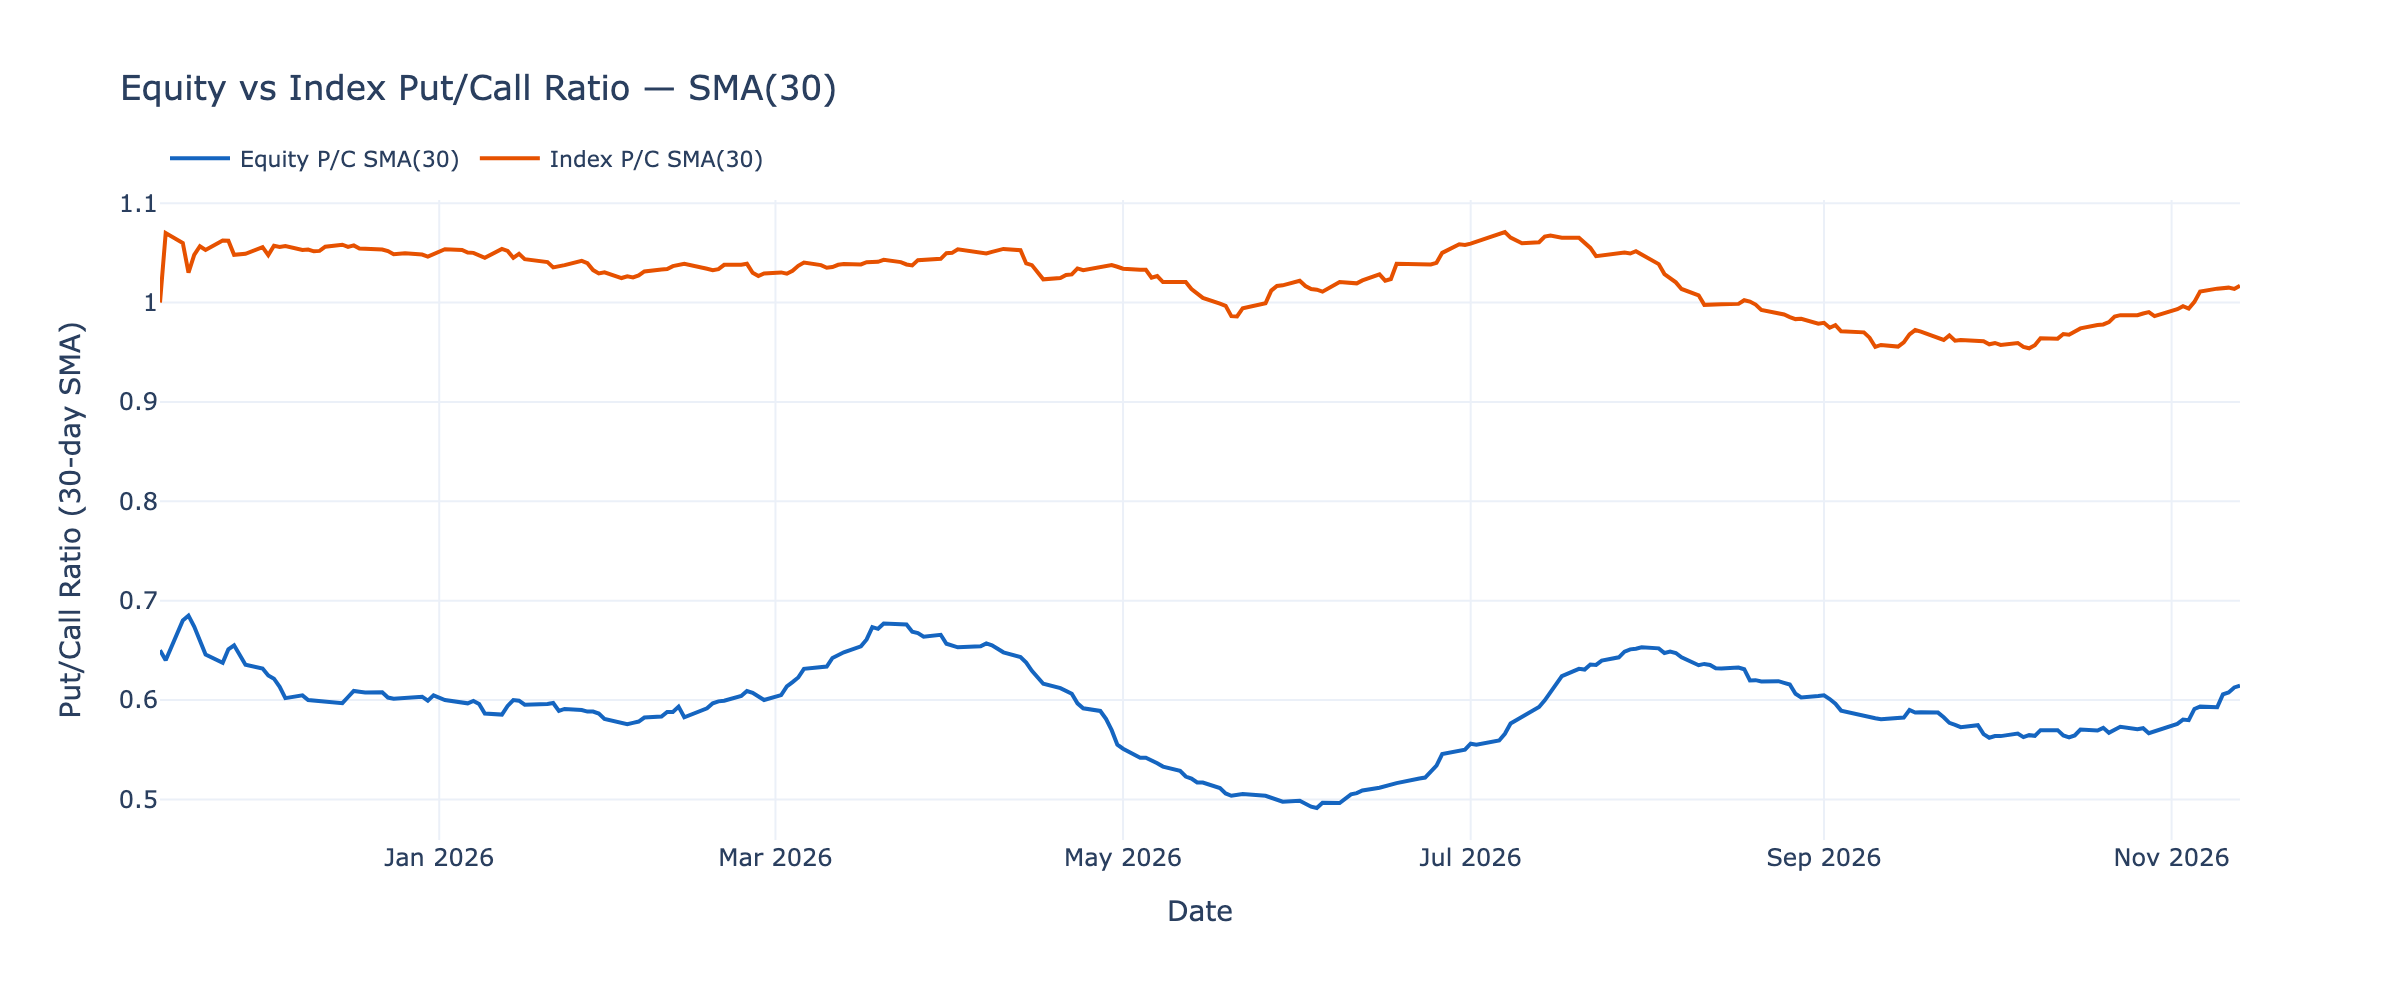 Equity vs Index Put/Call Ratio — SMA(30)
Equity P/C SMA(30)
Index P/C SMA(30)
Put/Call Ratio (30-day SMA)
1.1
1
0.9
0.8
0.7
0.6
0.5
Jan 2026
Mar 2026
May 2026
Jul 2026
Sep 2026
Nov 2026
Date